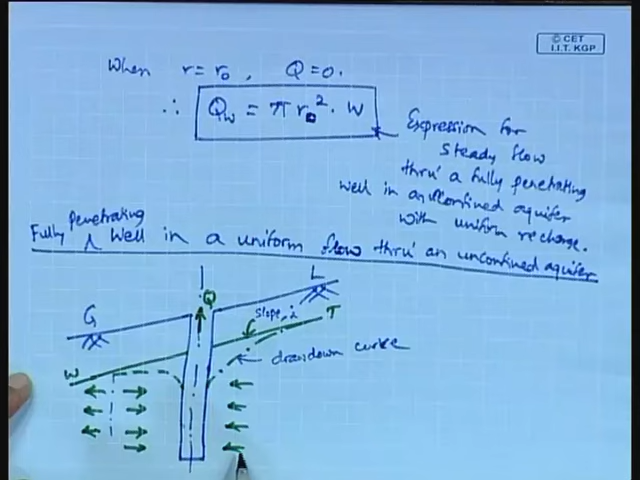 © CET
I.I.T. KGP
When r = r₀, Q = 0.
∴ Qw = π r₀² · W
Expression for
steady flow
thru' a fully penetrating
well in an unconfined aquifer
with uniform recharge.
Fully penetrating Well in a uniform flow thru' an unconfined aquifer
G
Q
L
slope, i
T
W
drawdown curve